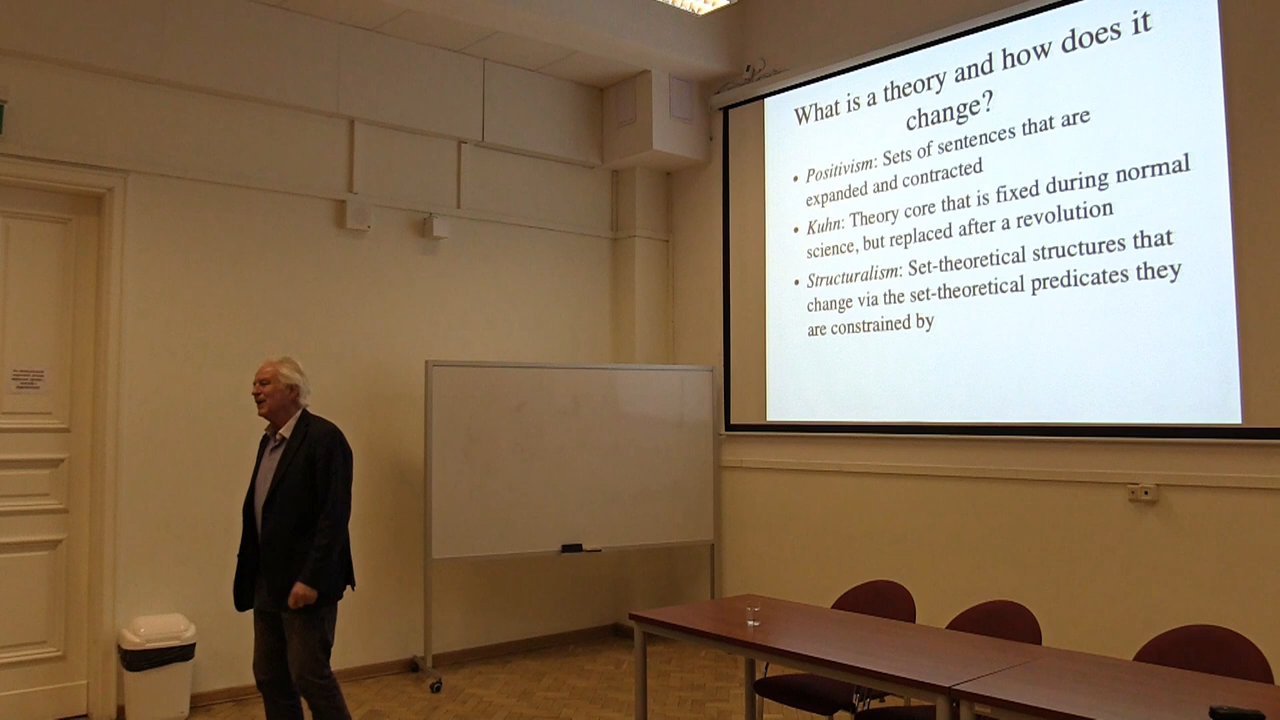 What is a theory and how does it
change?
• Positivism: Sets of sentences that are
expanded and contracted
• Kuhn: Theory core that is fixed during normal
science, but replaced after a revolution
• Structuralism: Set-theoretical structures that
change via the set-theoretical predicates they
are constrained by